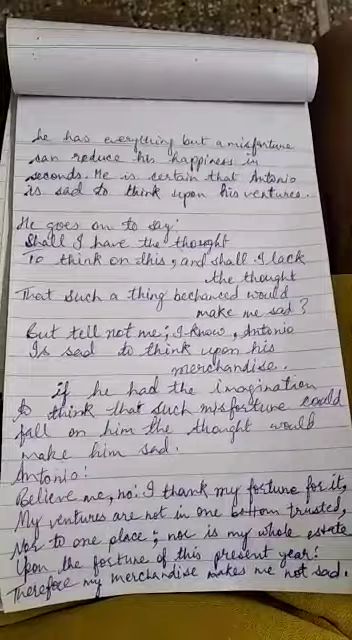 he has everything but a misfortune
can reduce his happiness in
seconds. He is certain that Antonio
is sad to think upon his ventures.
He goes on to say:
Shall I have the thought
To think on this, and shall I lack
the thought
That such a thing bechanced would
make me sad?
But tell not me; I know, Antonio
Is sad to think upon his
merchandise.
if he had the imagination
to think that such misfortune could
fall on him the thought would
make him sad.
Antonio:
Believe me, no: I thank my fortune for it,
My ventures are not in one bottom trusted,
Nor to one place; nor is my whole estate
Upon the fortune of this present year:
Therefore my merchandise makes me not sad.